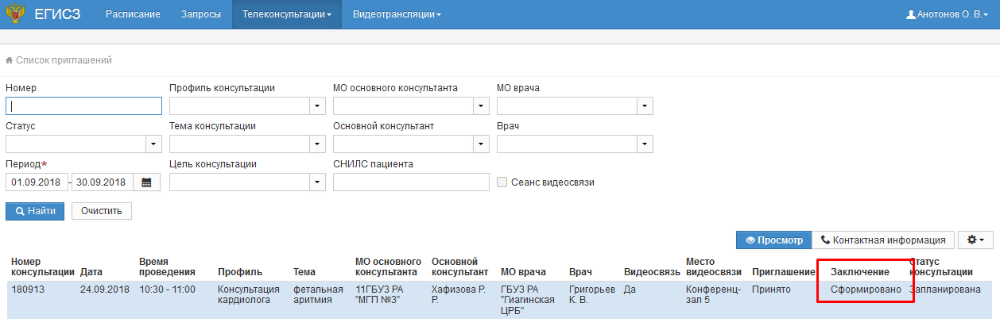 ЕГИСЗ Расписание Запросы Телеконсультации Видеотрансляции Анотонов О. В.
Список приглашений
Номер Профиль консультации МО основного консультанта МО врача
Статус Тема консультации Основной консультант Врач
Период* Цель консультации СНИЛС пациента
01.09.2018 - 30.09.2018 Сеанс видеосвязи
Найти Очистить
Просмотр Контактная информация
Номер Время МО основного Основной Место Статус
консультации Дата проведения Профиль Тема консультанта консультант МО врача Врач Видеосвязь видеосвязи Приглашение Заключение консультации
180913 24.09.2018 10:30 - 11:00 Консультация фетальная 11ГБУЗ РА Хафизова Р. ГБУЗ РА Григорьев Да Конференц- Принято Сформировано Запланирована
кардиолога аритмия "МГП №3" Р. "Гиагинская К. В. зал 5
ЦРБ"